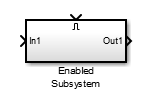 In1 Out1
Enabled
Subsystem